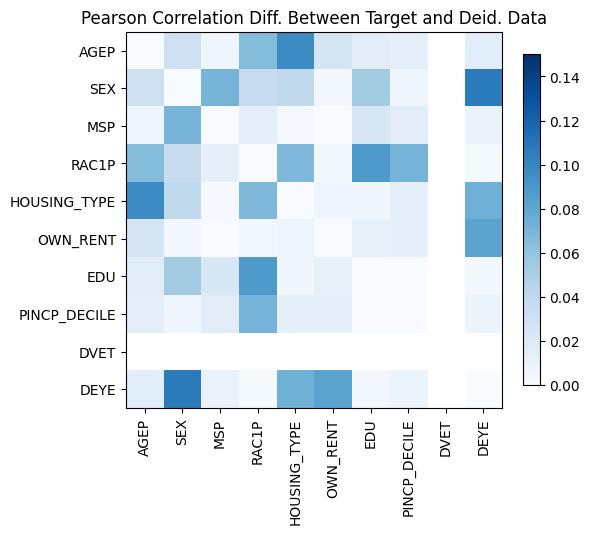 Pearson Correlation Diff. Between Target and Deid. Data
AGEP
SEX
MSP
RAC1P
HOUSING_TYPE
OWN_RENT
EDU
PINCP_DECILE
DVET
DEYE
AGEP
SEX
MSP
RAC1P
HOUSING_TYPE
OWN_RENT
EDU
PINCP_DECILE
DVET
DEYE
0.14
0.12
0.10
0.08
0.06
0.04
0.02
0.00